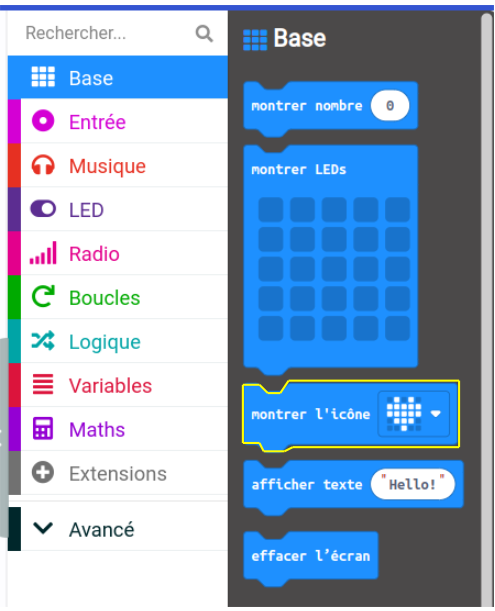 Rechercher...
Base
Entrée
Musique
LED
Radio
Boucles
Logique
Variables
Maths
Extensions
Avancé
Base
montrer nombre 0
montrer LEDs
montrer l'icône
afficher texte "Hello!"
effacer l’écran